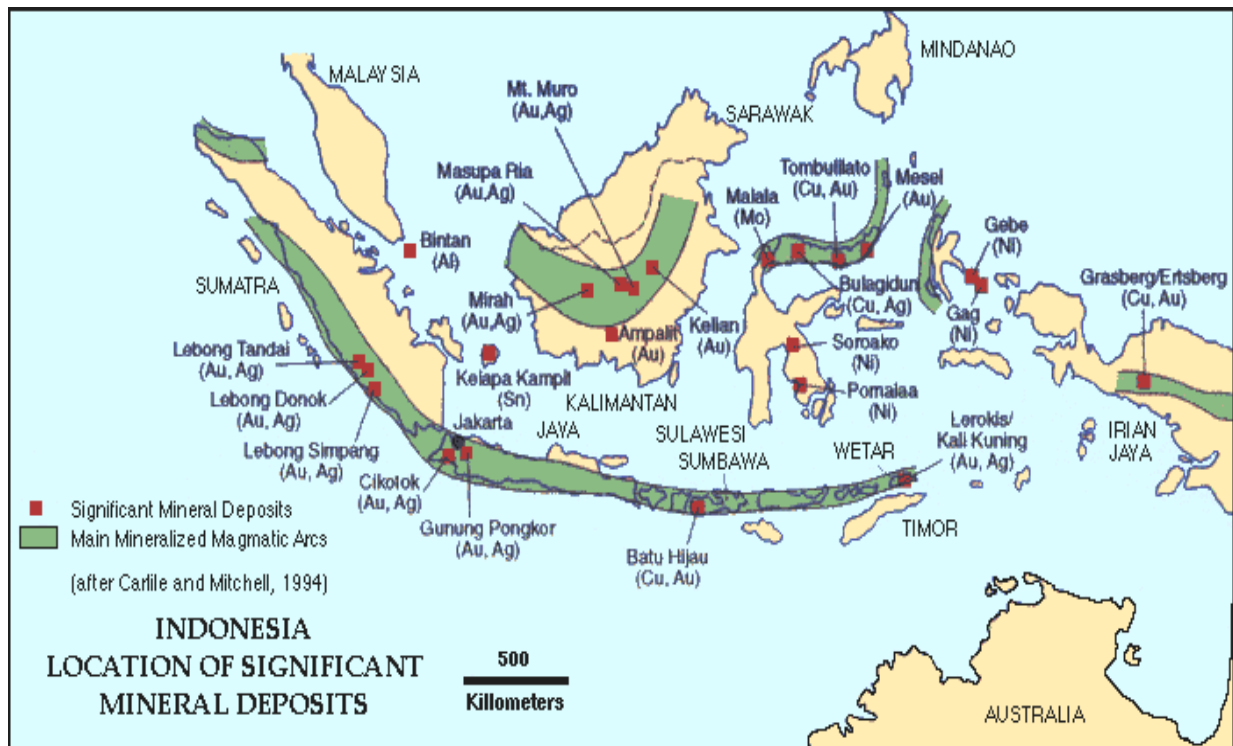 MINDANAO
MALAYSIA
Mt. Muro
(Au,Ag)
SARAWAK
Masupa Ria
(Au,Ag)
Tombulilato
(Cu, Au)
Mesel
(Au)
Malala
(Mo)
Bintan
(Al)
Gebe
(Ni)
SUMATRA
Grasberg/Ertsberg
(Cu, Au)
Mirah
(Au,Ag)
Bulagidun
(Cu, Ag)
Kelian
(Au)
Gag
(Ni)
Ampalit
(Au)
Soroako
(Ni)
Lebong Tandai
(Au, Ag)
Kelapa Kampit
(Sn)
Lebong Donok
(Au, Ag)
KALIMANTAN
Pomalaa
(Ni)
Jakarta
JAVA
SULAWESI
SUMBAWA
WETAR
Lerokis/
Kali Kuning
(Au, Ag)
IRIAN
JAYA
Lebong Simpang
(Au, Ag)
Cikotok
(Au, Ag)
Gunung Pongkor
(Au, Ag)
TIMOR
Batu Hijau
(Cu, Au)
Significant Mineral Deposits
Main Mineralized Magmatic Arcs
(after Carlile and Mitchell, 1994)
INDONESIA
LOCATION OF SIGNIFICANT
MINERAL DEPOSITS
500
Killometers
AUSTRALIA